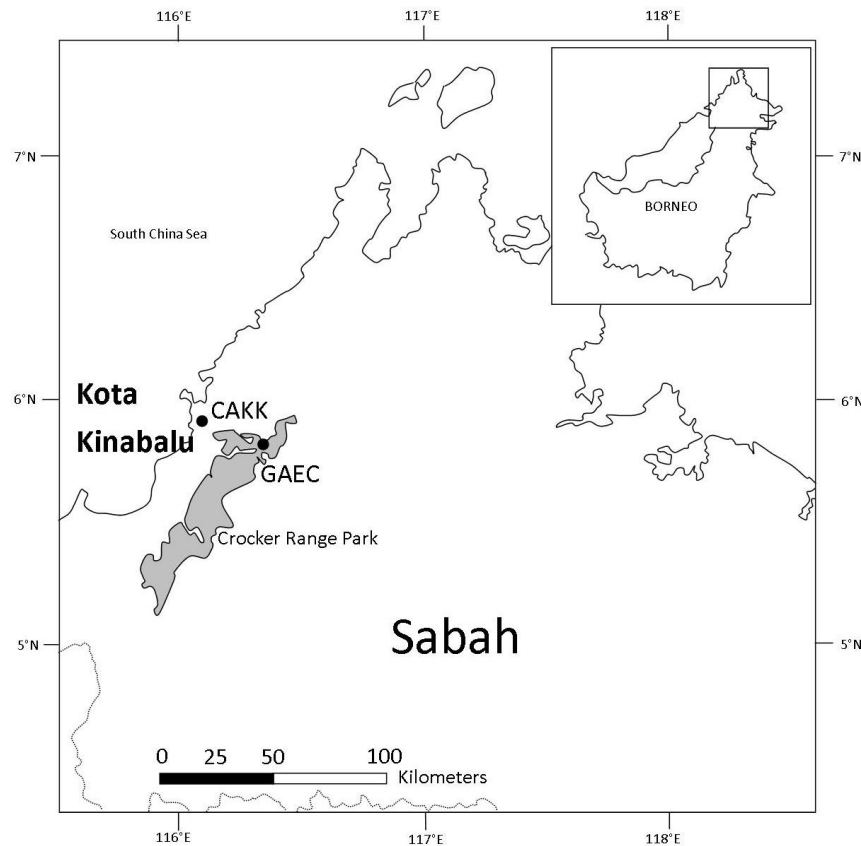 116°E 117°E 118°E
7°N 7°N
BORNEO
South China Sea
6°N 6°N
Kota
Kinabalu
CAKK
GAEC
Crocker Range Park
5°N 5°N
Sabah
0 25 50 100
Kilometers
116°E 117°E 118°E